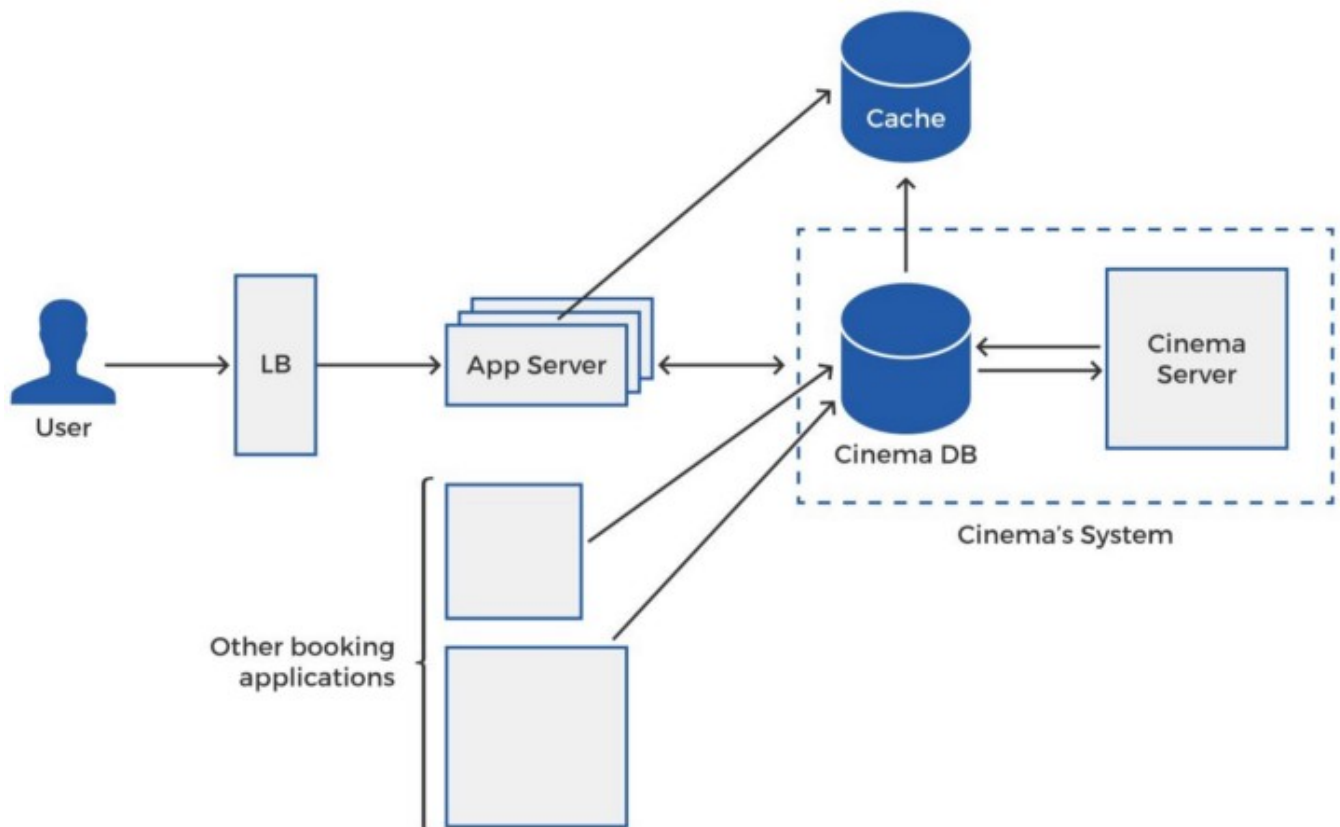 Cache
User
LB
App Server
Cinema DB
Cinema
Server
Cinema's System
Other booking
applications